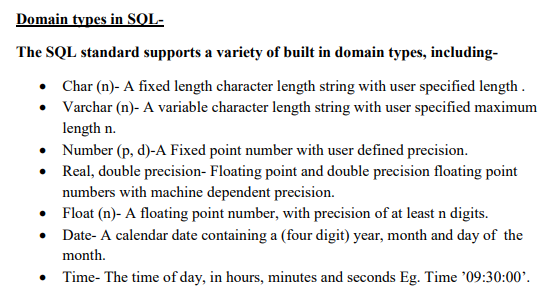 Domain types in SQL-
The SQL standard supports a variety of built in domain types, including-
• Char (n)- A fixed length character length string with user specified length .
• Varchar (n)- A variable character length string with user specified maximum
length n.
• Number (p, d)-A Fixed point number with user defined precision.
• Real, double precision- Floating point and double precision floating point
numbers with machine dependent precision.
• Float (n)- A floating point number, with precision of at least n digits.
• Date- A calendar date containing a (four digit) year, month and day of the
month.
• Time- The time of day, in hours, minutes and seconds Eg. Time ’09:30:00’.